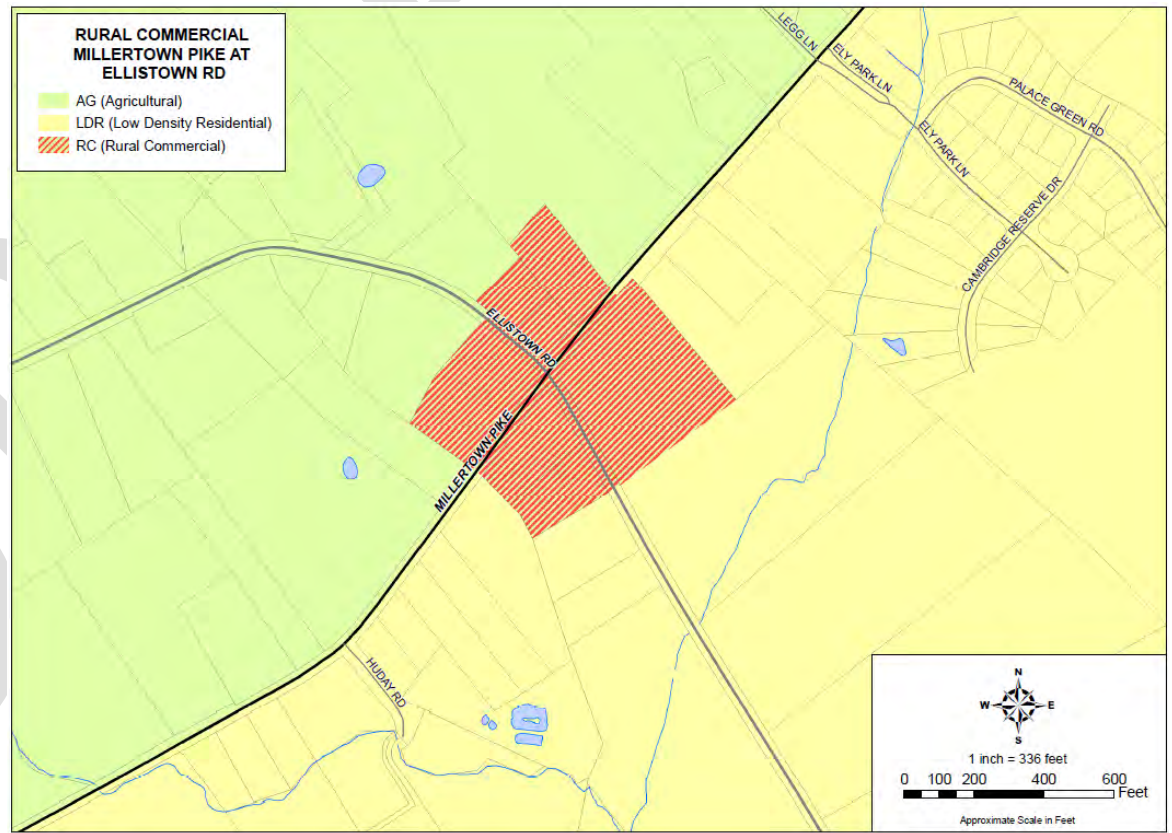 RURAL COMMERCIAL
MILLERTOWN PIKE AT
ELLISTOWN RD
AG (Agricultural)
LDR (Low Density Residential)
RC (Rural Commercial)
LEGG LN
ELY PARK LN
PALACE GREEN RD
ELY PARK LN
CAMBRIDGE RESERVE DR
ELLISTOWN RD
MILLERTOWN PIKE
HUDAY RD
N
W E
S
1 inch = 336 feet
0 100 200 400 600
Feet
Approximate Scale in Feet